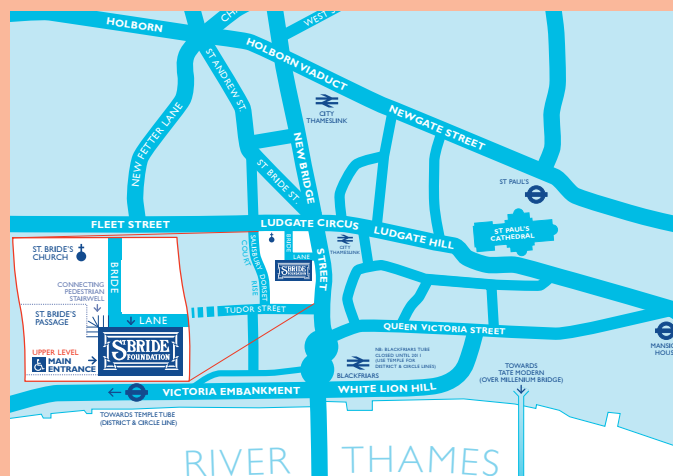 HOLBORN
WEST S
HOLBORN VIADUCT
ST ANDREW ST.
CITY
THAMESLINK
NEWGATE STREET
NEW FETTER LANE
NEW BRIDGE
ST BRIDE ST.
ST PAUL'S
FLEET STREET
LUDGATE CIRCUS
LUDGATE HILL
ST PAUL'S
CATHEDRAL
ST. BRIDE'S
CHURCH
BRIDE
SALISBURY
COURT
BRIDE
LANE
CITY
THAMESLINK
STREET
ST BRIDE
FOUNDATION
DORSET
RISE
CONNECTING
PEDESTRIAN
STAIRWELL
ST. BRIDE'S
PASSAGE
LANE
TUDOR STREET
ST BRIDE
FOUNDATION
UPPER LEVEL
MAIN
ENTRANCE
QUEEN VICTORIA STREET
MANSIO
HOUS
NB: BLACKFRIARS TUBE
CLOSED UNTIL 2011
(USE TEMPLE FOR
DISTRICT & CIRCLE LINES)
BLACKFRIARS
TOWARDS
TATE MODERN
(OVER MILLENIUM BRIDGE)
VICTORIA EMBANKMENT
WHITE LION HILL
TOWARDS TEMPLE TUBE
(DISTRICT & CIRCLE LINE)
RIVER THAMES